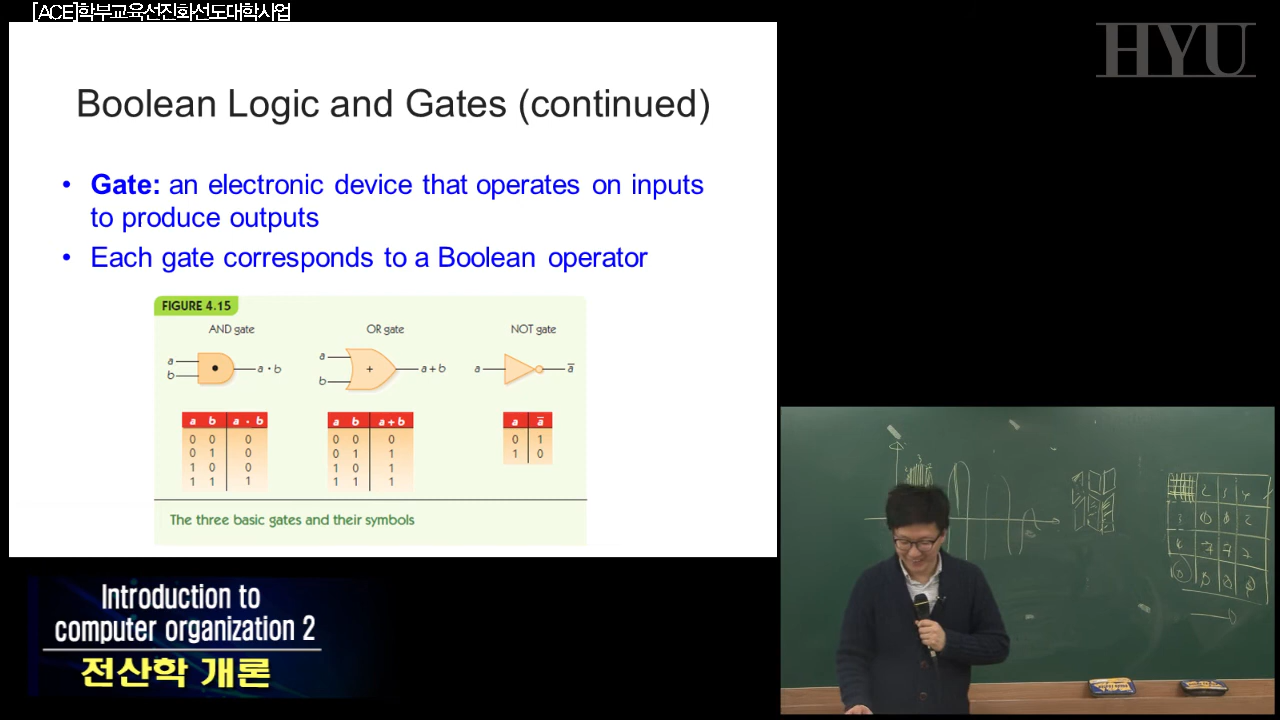 [ACE]학부교육선진화선도대학사업
HYU
Boolean Logic and Gates (continued)
• Gate: an electronic device that operates on inputs
to produce outputs
• Each gate corresponds to a Boolean operator
FIGURE 4.15
AND gate OR gate NOT gate
a b a · b
a b + a + b
a a̅
a b a · b
0 0 0
0 1 0
1 0 0
1 1 1
a b a + b
0 0 0
0 1 1
1 0 1
1 1 1
a a̅
0 1
1 0
The three basic gates and their symbols
Introduction to
computer organization 2
전산학 개론